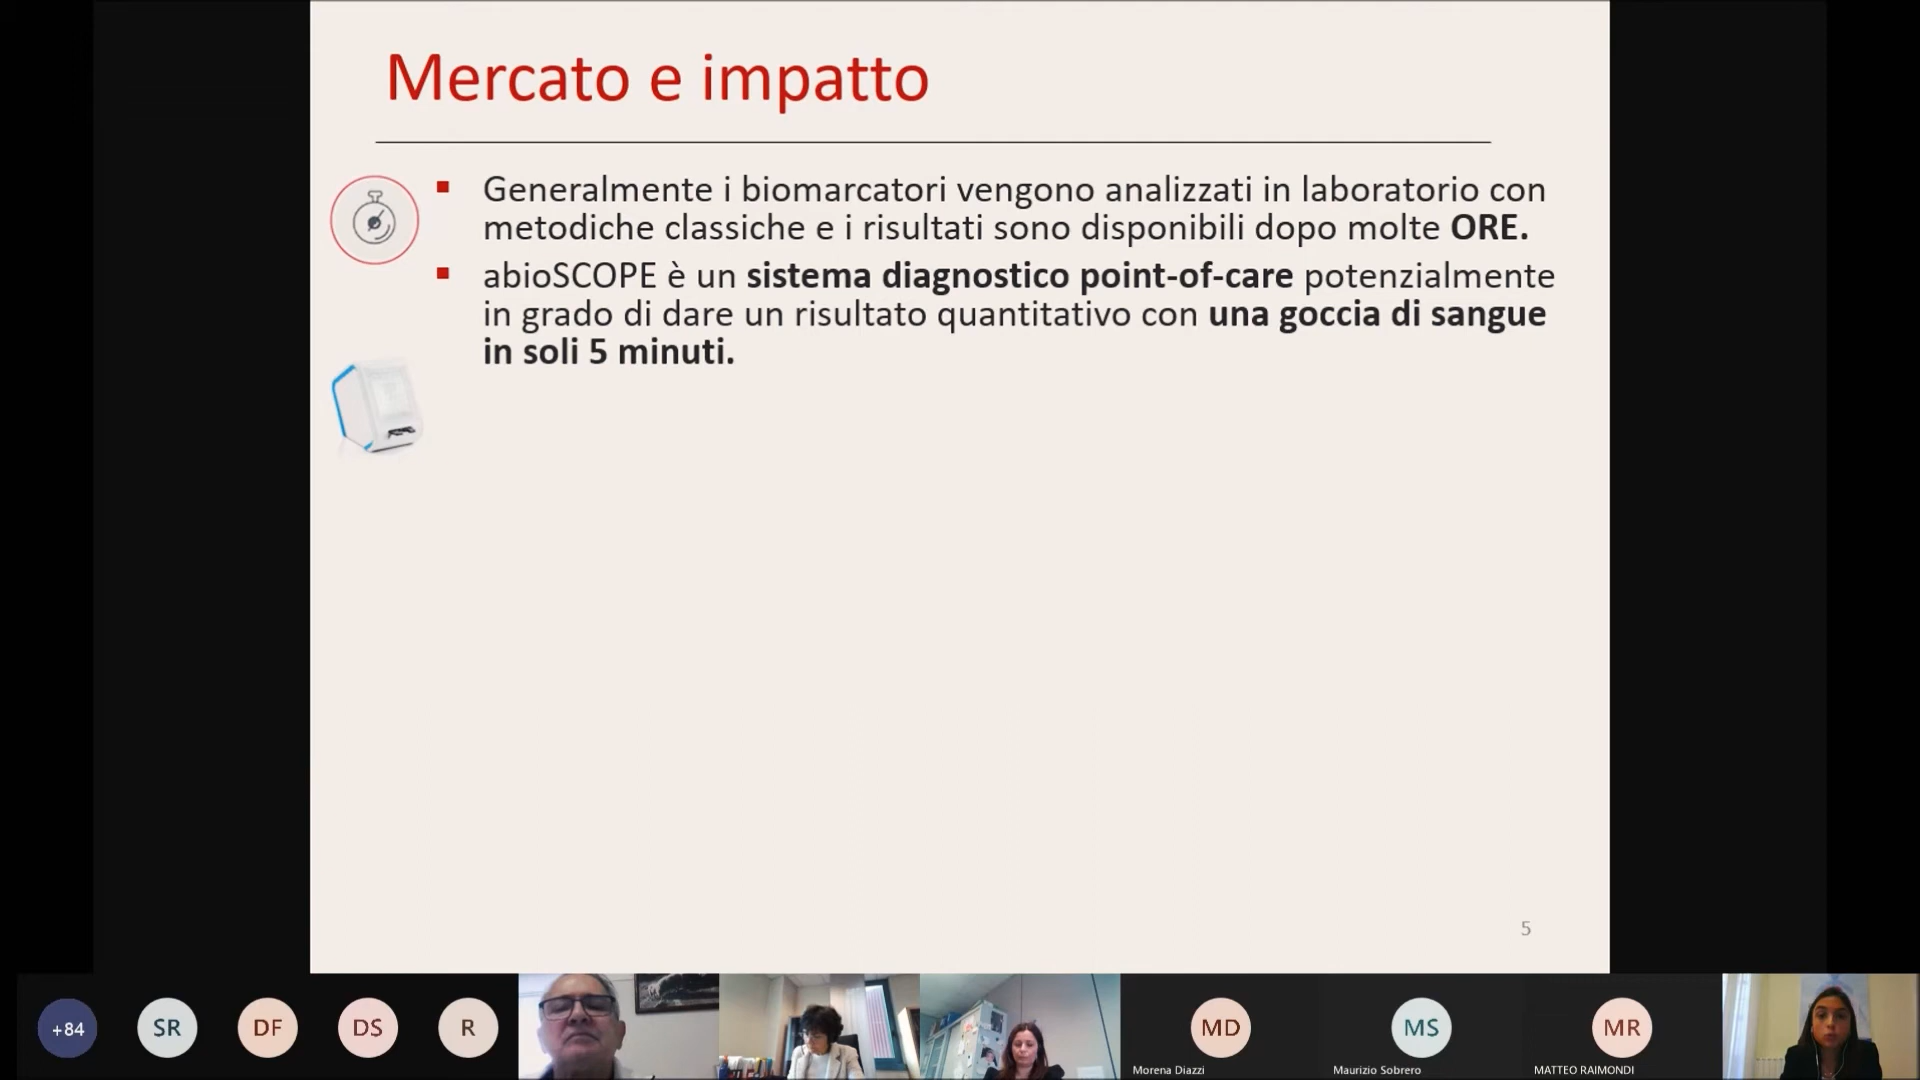 Mercato e impatto
Generalmente i biomarcatori vengono analizzati in laboratorio con
metodiche classiche e i risultati sono disponibili dopo molte ORE.
abioSCOPE è un sistema diagnostico point-of-care potenzialmente
in grado di dare un risultato quantitativo con una goccia di sangue
in soli 5 minuti.
5
+84
SR
DF
DS
R
MD
MS
MR
Morena Diazzi
Maurizio Sobrero
MATTEO RAIMONDI